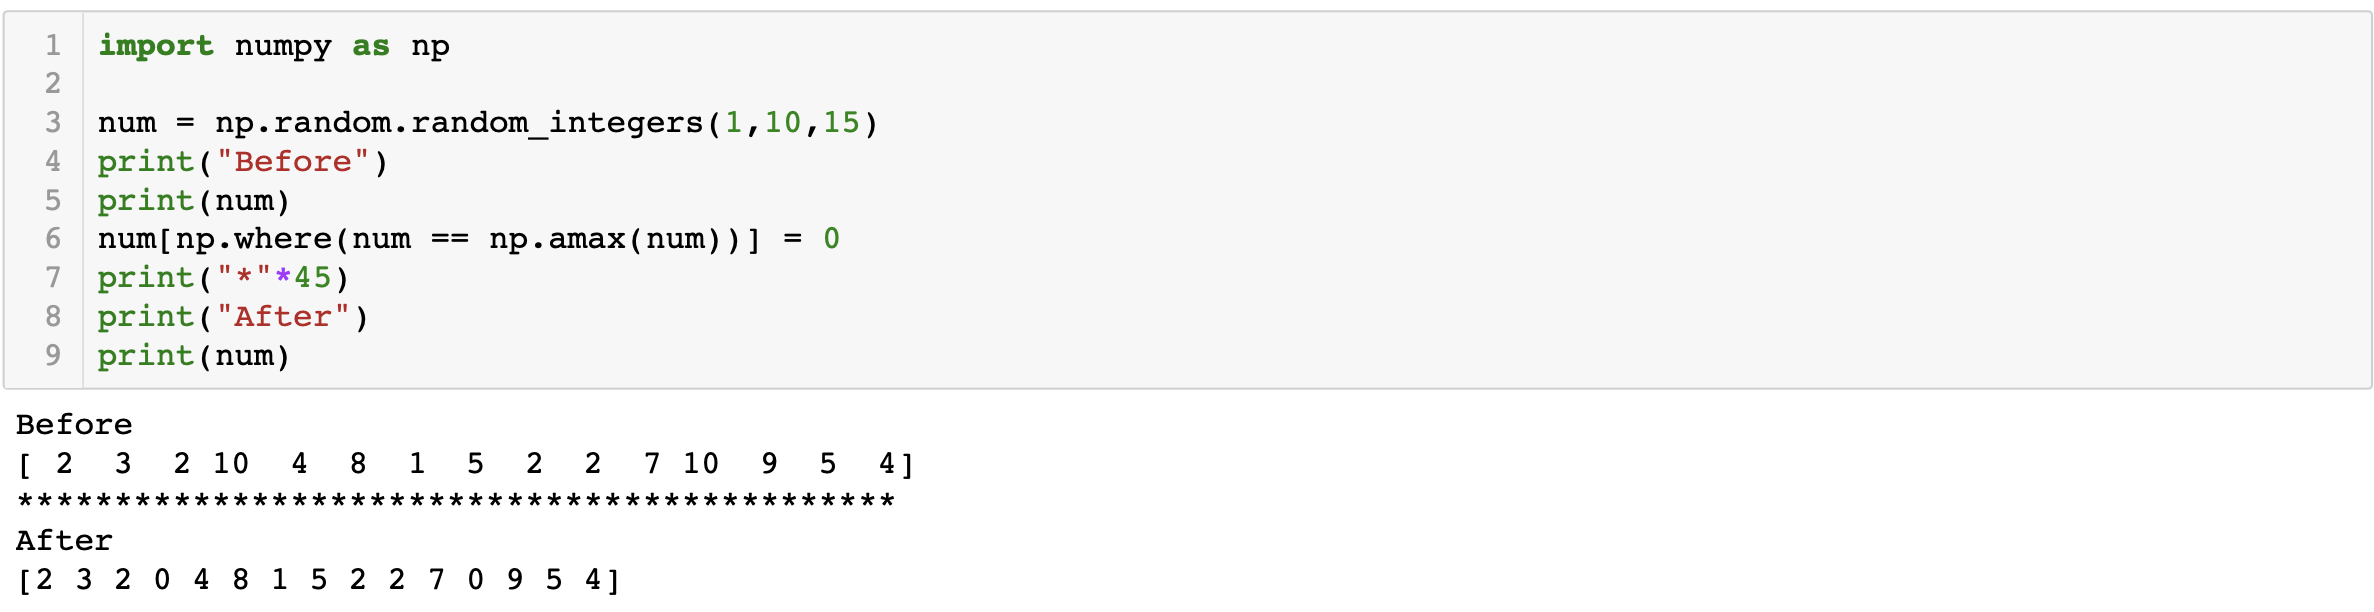 1 import numpy as np
2
3 num = np.random.random_integers(1,10,15)
4 print("Before")
5 print(num)
6 num[np.where(num == np.amax(num))] = 0
7 print("*"*45)
8 print("After")
9 print(num)
Before
[ 2  3  2 10  4  8  1  5  2  2  7 10  9  5  4]
*********************************************
After
[2 3 2 0 4 8 1 5 2 2 7 0 9 5 4]